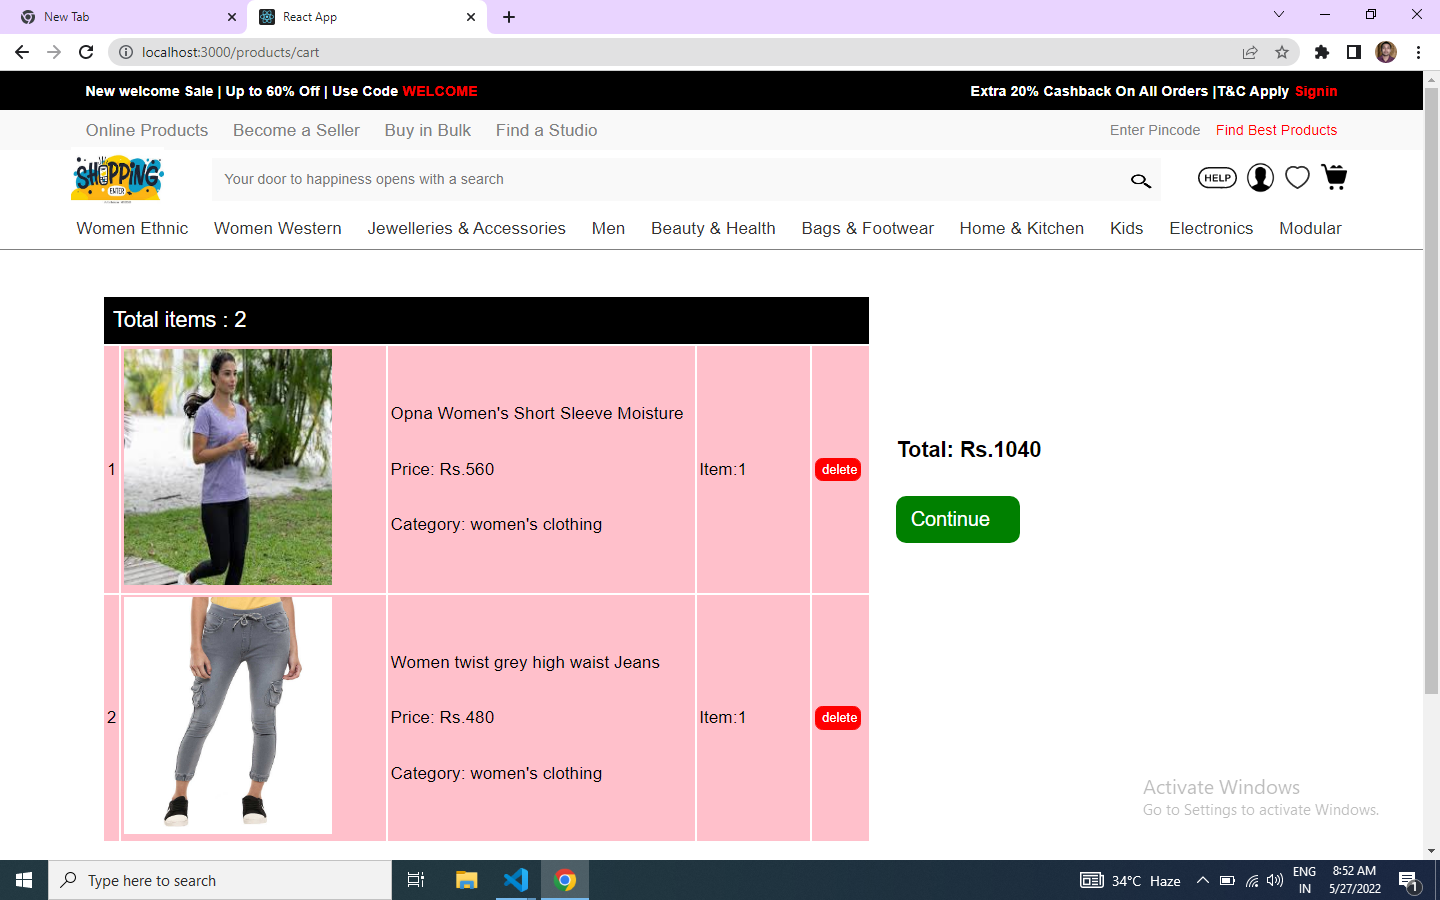 New Tab
React App
localhost:3000/products/cart
New welcome Sale | Up to 60% Off | Use Code WELCOME
Extra 20% Cashback On All Orders |T&C Apply Signin
Online Products Become a Seller Buy in Bulk Find a Studio
Enter Pincode Find Best Products
SHOPPING
ENTER
Your door to happiness opens with a search
HELP
Women Ethnic Women Western Jewelleries & Accessories Men Beauty & Health Bags & Footwear Home & Kitchen Kids Electronics Modular
Total items : 2
1
Opna Women's Short Sleeve Moisture
Price: Rs.560
Category: women's clothing
Item:1
delete
2
Women twist grey high waist Jeans
Price: Rs.480
Category: women's clothing
Item:1
delete
Total: Rs.1040
Continue
Activate Windows
Go to Settings to activate Windows.
Type here to search
34°C Haze
ENG
IN
8:52 AM
5/27/2022
1